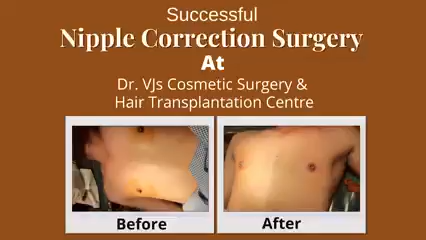 Successful
Nipple Correction Surgery
At
Dr. VJs Cosmetic Surgery &
Hair Transplantation Centre
Before
After